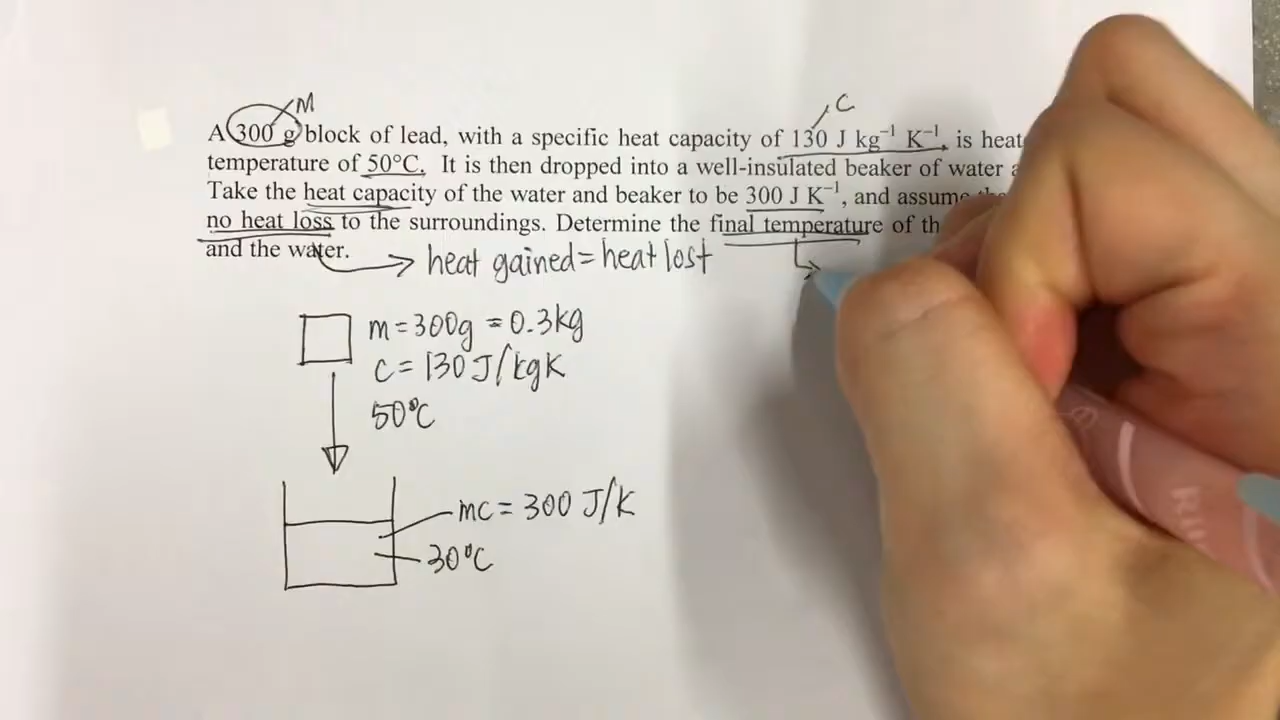 M
C
A 300 g block of lead, with a specific heat capacity of 130 J kg⁻¹ K⁻¹, is heat
temperature of 50°C. It is then dropped into a well-insulated beaker of water a
Take the heat capacity of the water and beaker to be 300 J K⁻¹, and assume
no heat loss to the surroundings. Determine the final temperature of th
and the water.
heat gained = heat lost
m = 300g = 0.3kg
c = 130 J/kgK
50°C
mc = 300 J/K
30°C